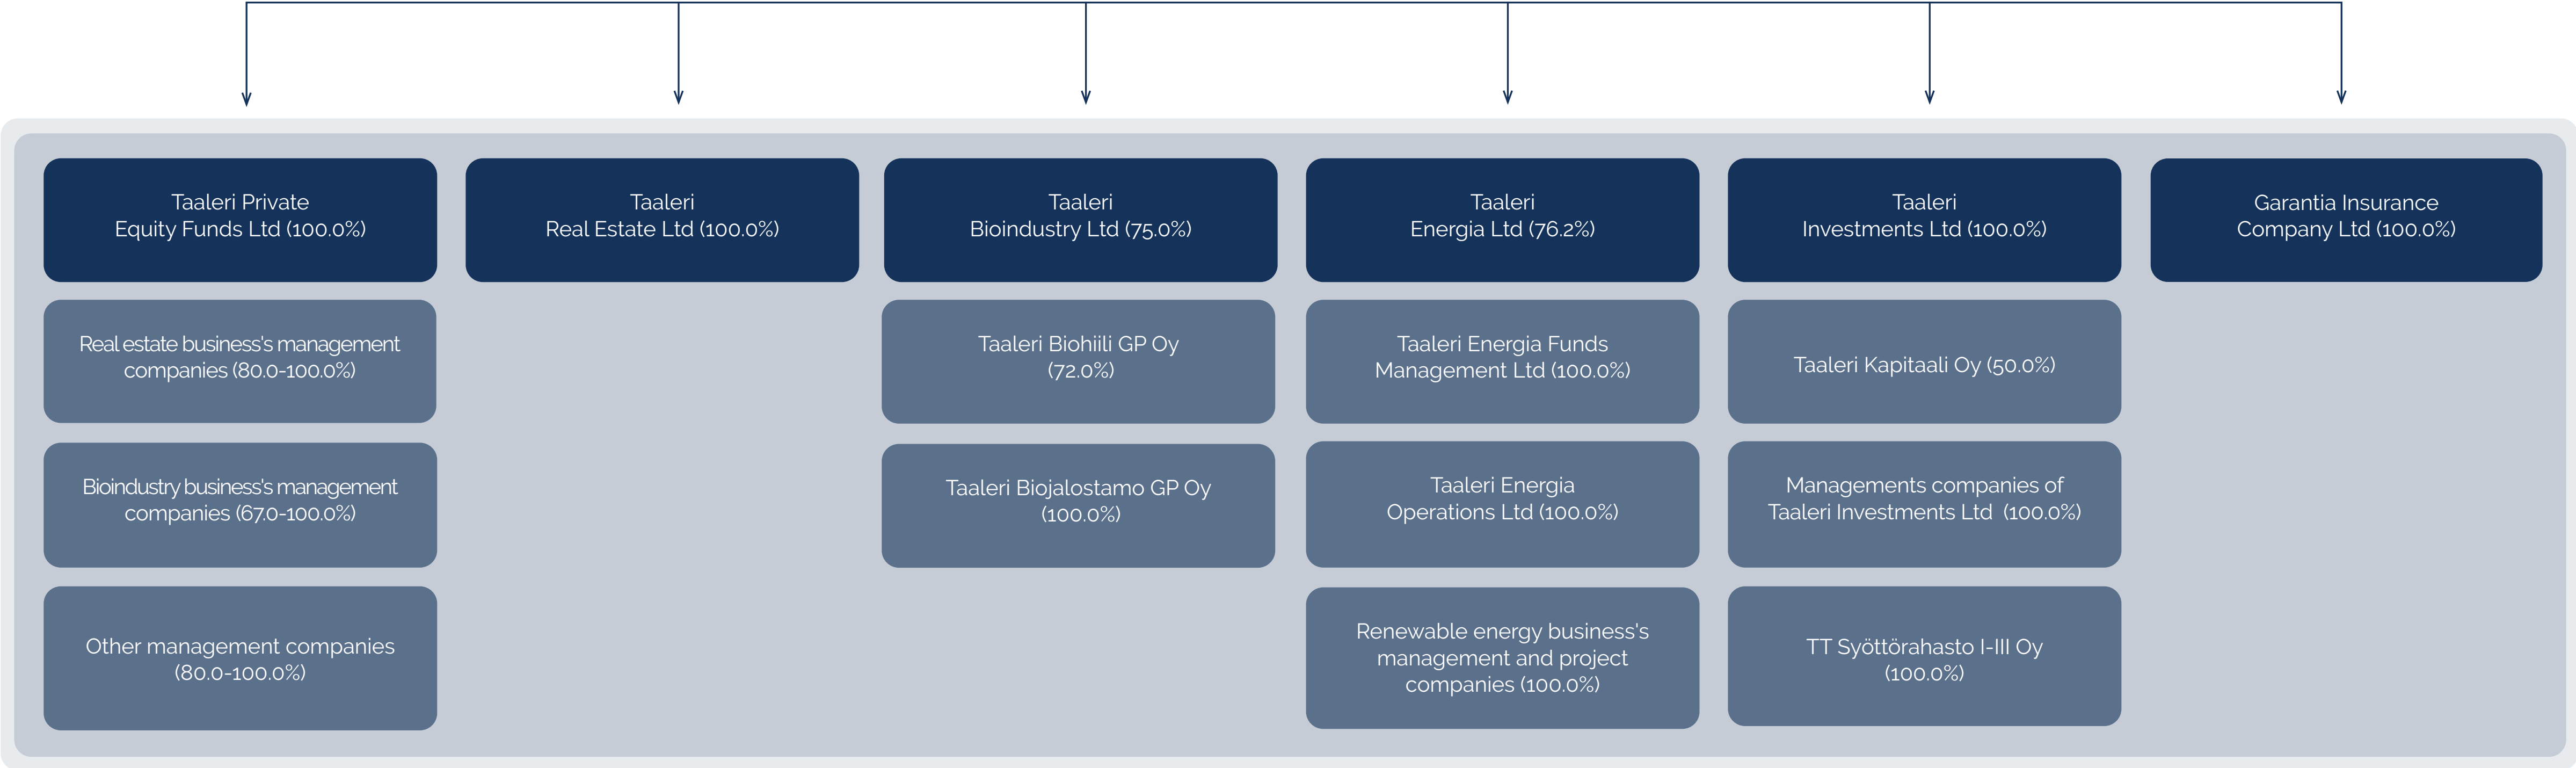 Taaleri Private
Equity Funds Ltd (100.0%)
Taaleri
Real Estate Ltd (100.0%)
Taaleri
Bioindustry Ltd (75.0%)
Taaleri
Energia Ltd (76.2%)
Taaleri
Investments Ltd (100.0%)
Garantia Insurance
Company Ltd (100.0%)
Real estate business's management
companies (80.0-100.0%)
Taaleri Biohiili GP Oy
(72.0%)
Taaleri Energia Funds
Management Ltd (100.0%)
Taaleri Kapitaali Oy (50.0%)
Bioindustry business's management
companies (67.0-100.0%)
Taaleri Biojalostamo GP Oy
(100.0%)
Taaleri Energia
Operations Ltd (100.0%)
Managements companies of
Taaleri Investments Ltd  (100.0%)
Other management companies
(80.0-100.0%)
Renewable energy business's
management and project
companies (100.0%)
TT Syöttörahasto I-III Oy
(100.0%)